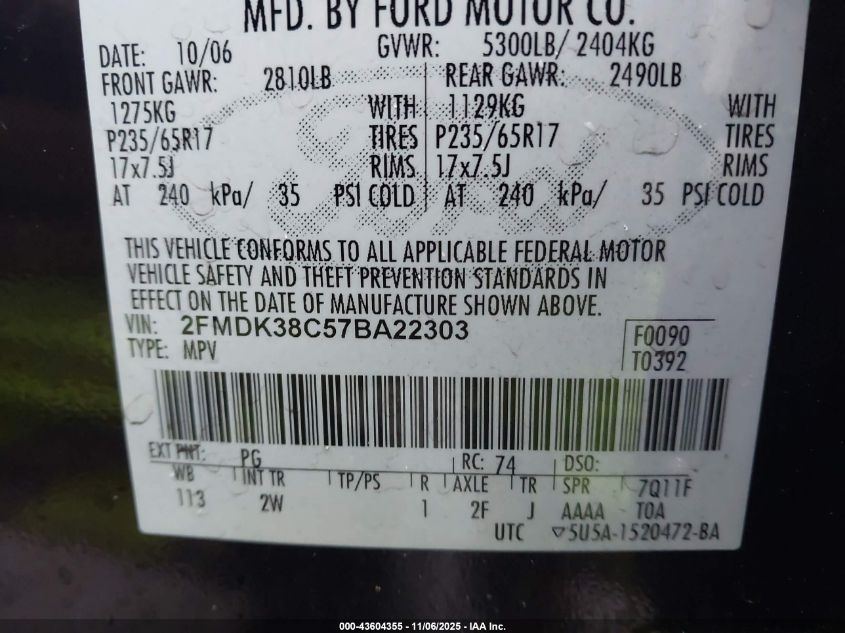 MFD. BY FORD MOTOR CO.
DATE: 10/06 GVWR: 5300LB/ 2404KG
FRONT GAWR: 2810LB REAR GAWR: 2490LB
1275KG WITH 1129KG WITH
P235/65R17 TIRES P235/65R17 TIRES
17x7.5J RIMS 17x7.5J RIMS
AT 240 kPa/ 35 PSI COLD AT 240 kPa/ 35 PSI COLD
Ford
THIS VEHICLE CONFORMS TO ALL APPLICABLE FEDERAL MOTOR
VEHICLE SAFETY AND THEFT PREVENTION STANDARDS IN
EFFECT ON THE DATE OF MANUFACTURE SHOWN ABOVE.
VIN: 2FMDK38C57BA22303 F0090
TYPE: MPV T0392
EXT PNT: PG RC: 74 DSO:
WB INT TR TP/PS R AXLE TR SPR 7Q11F
113 2W 1 2F J AAAA T0A
UTC ▽5U5A-1520472-BA
000-43604355 - 11/06/2025 - IAA Inc.